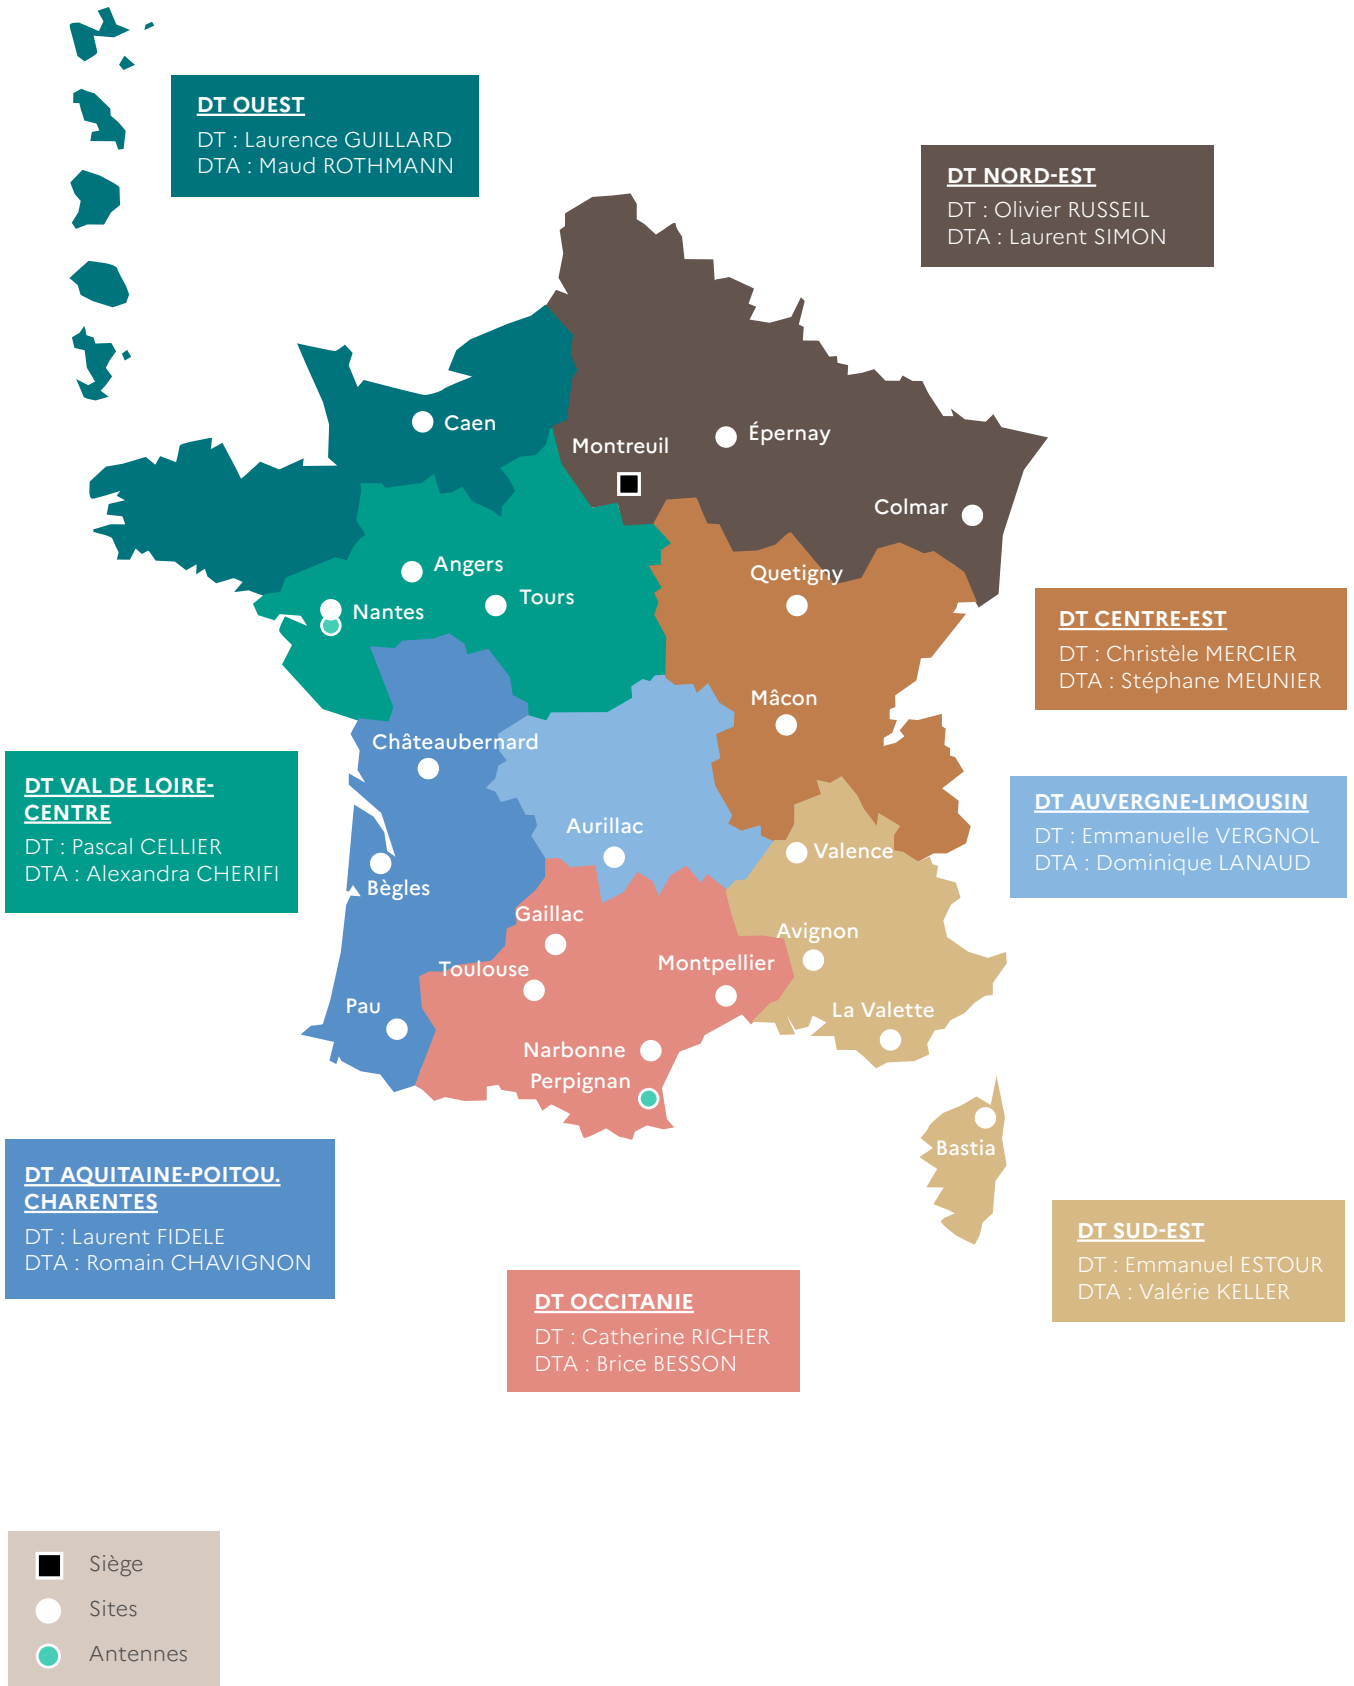 DT OUEST
DT : Laurence GUILLARD
DTA : Maud ROTHMANN
DT NORD-EST
DT : Olivier RUSSEIL
DTA : Laurent SIMON
Caen
Épernay
Montreuil
Colmar
Angers
Quetigny
Tours
Nantes
DT CENTRE-EST
DT : Christèle MERCIER
DTA : Stéphane MEUNIER
Mâcon
Châteaubernard
DT VAL DE LOIRE-
CENTRE
DT : Pascal CELLIER
DTA : Alexandra CHERIFI
DT AUVERGNE-LIMOUSIN
DT : Emmanuelle VERGNOL
DTA : Dominique LANAUD
Aurillac
Valence
Bègles
Gaillac
Avignon
Toulouse
Montpellier
Pau
La Valette
Narbonne
Perpignan
Bastia
DT AQUITAINE-POITOU.
CHARENTES
DT : Laurent FIDELE
DTA : Romain CHAVIGNON
DT SUD-EST
DT : Emmanuel ESTOUR
DTA : Valérie KELLER
DT OCCITANIE
DT : Catherine RICHER
DTA : Brice BESSON
Siège
Sites
Antennes